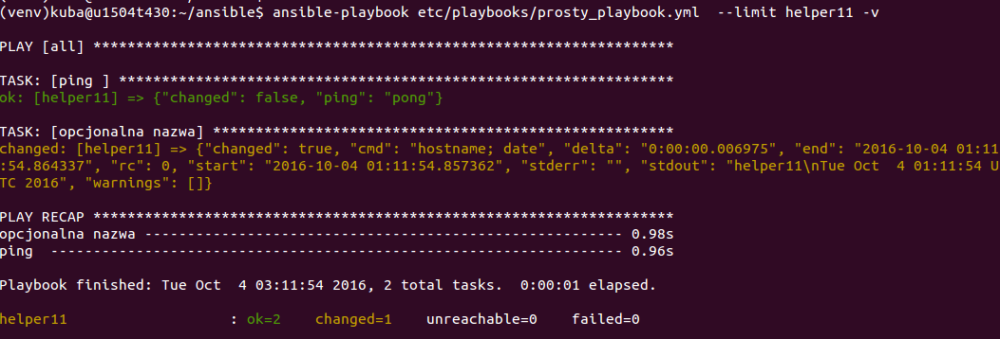 (venv)kuba@u1504t430:~/ansible$ ansible-playbook etc/playbooks/prosty_playbook.yml  --limit helper11 -v
PLAY [all] ********************************************************************
TASK: [ping ] *****************************************************************
ok: [helper11] => {"changed": false, "ping": "pong"}
TASK: [opcjonalna nazwa] ******************************************************
changed: [helper11] => {"changed": true, "cmd": "hostname; date", "delta": "0:00:00.006975", "end": "2016-10-04 01:11
:54.864337", "rc": 0, "start": "2016-10-04 01:11:54.857362", "stderr": "", "stdout": "helper11\nTue Oct  4 01:11:54 U
TC 2016", "warnings": []}
PLAY RECAP ********************************************************************
opcjonalna nazwa -------------------------------------------------------- 0.98s
ping  ------------------------------------------------------------------- 0.96s
Playbook finished: Tue Oct  4 03:11:54 2016, 2 total tasks.  0:00:01 elapsed.
helper11                   : ok=2    changed=1    unreachable=0    failed=0